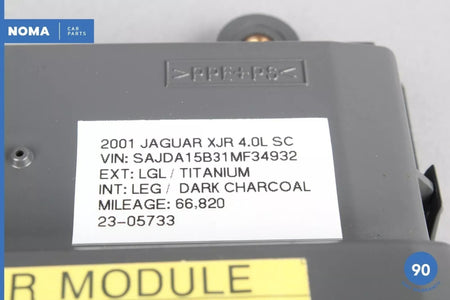 NOMA CAR PARTS
>PPE+PS<
2001 JAGUAR XJR 4.0L SC
VIN: SAJDA15B31MF34932
EXT: LGL / TITANIUM
INT: LEG / DARK CHARCOAL
MILEAGE: 66,820
23-05733
R MODULE
90